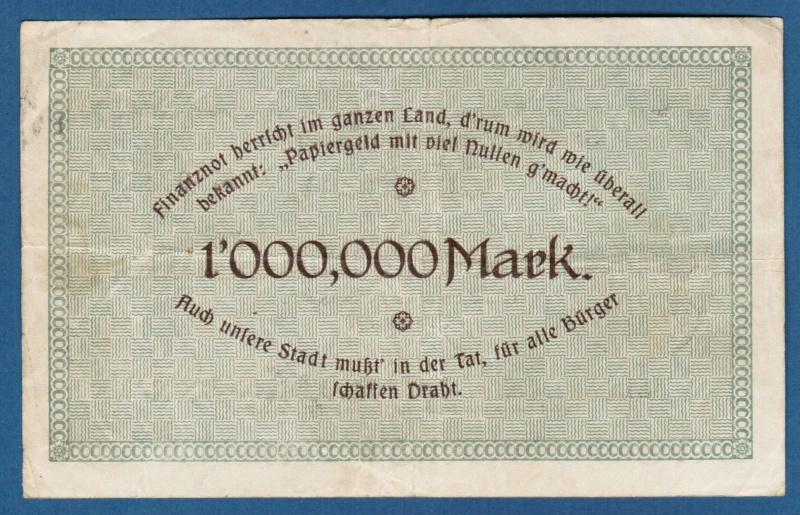 Finanznot herrscht im ganzen Land, d'rum wird wie überall
bekannt: „Papiergeld mit viel Nullen g'macht!“
1'000,000 Mark.
Auch unsere Stadt mußt' in der Tat, für alle Bürger
schaffen Draht.